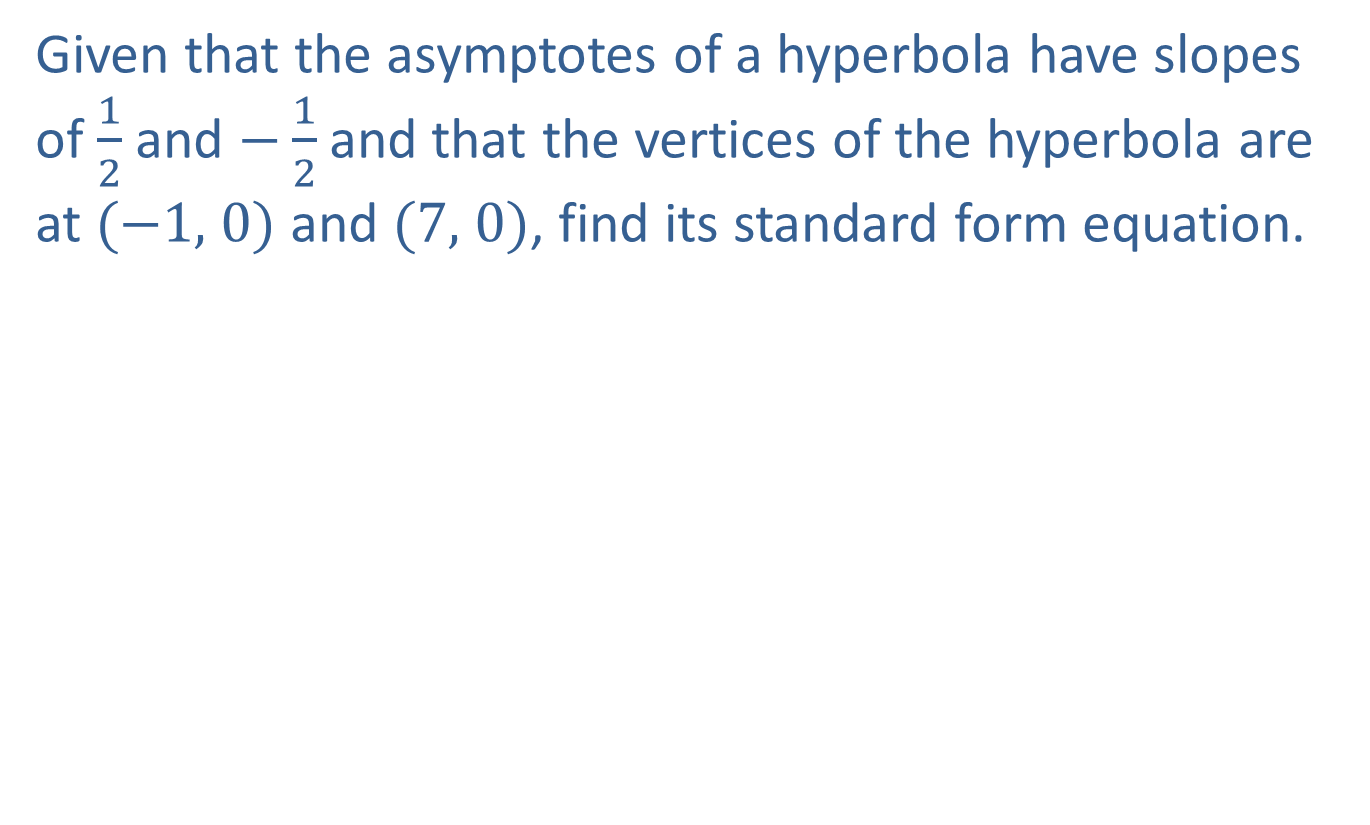 Given that the asymptotes of a hyperbola have slopes
of 1/2 and −1/2 and that the vertices of the hyperbola are
at (−1, 0) and (7, 0), find its standard form equation.